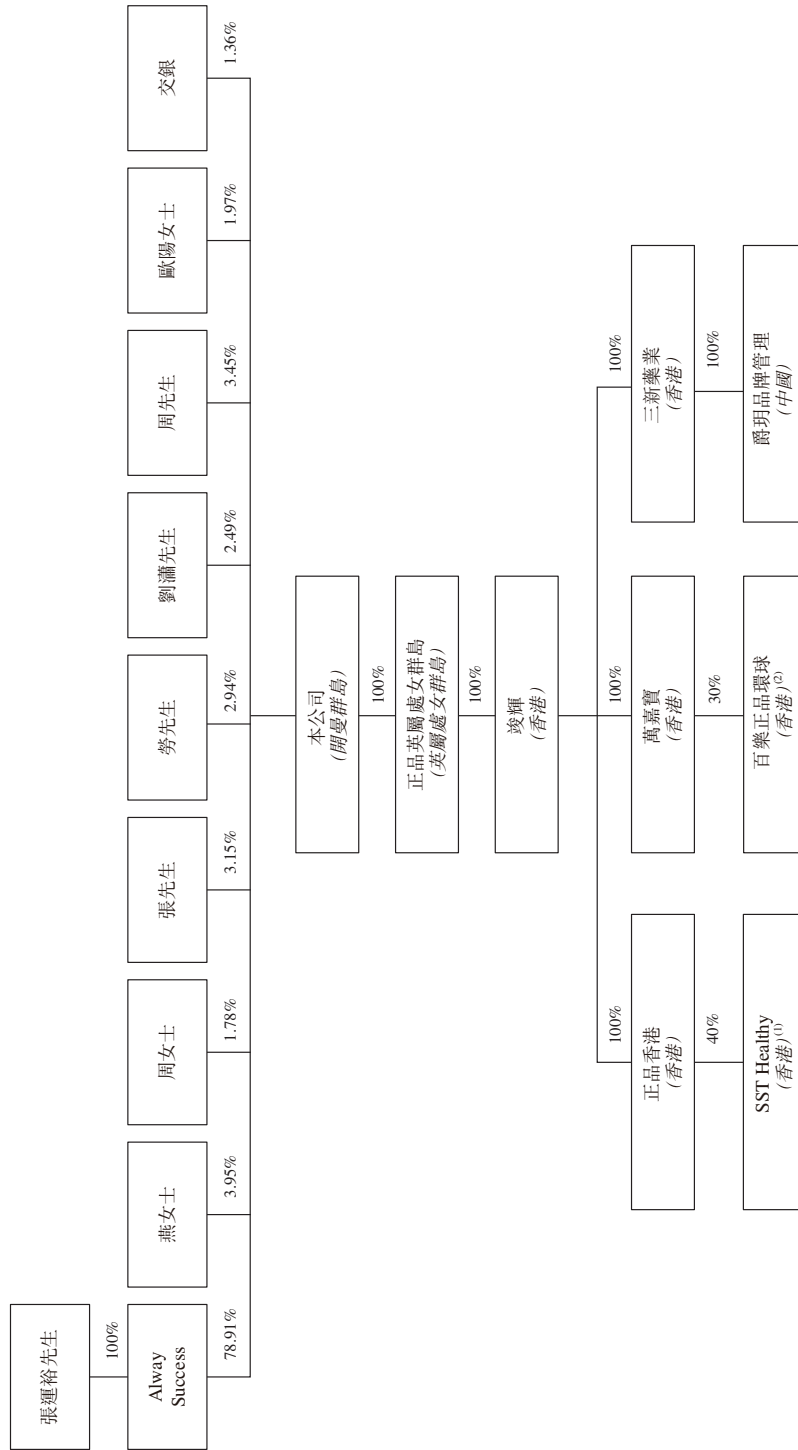 張運裕先生
100%
Alway
Success
燕女士
周女士
張先生
勞先生
劉瀟先生
周先生
歐陽女士
交銀
78.91%
3.95%
1.78%
3.15%
2.94%
2.49%
3.45%
1.97%
1.36%
本公司
(開曼群島)
100%
正品英屬處女群島
(英屬處女群島)
100%
竣輝
(香港)
100%
100%
100%
正品香港
(香港)
萬嘉寶
(香港)
三新藥業
(香港)
40%
30%
100%
SST Healthy
(香港)(1)
百樂正品環球
(香港)(2)
爵玥品牌管理
(中國)